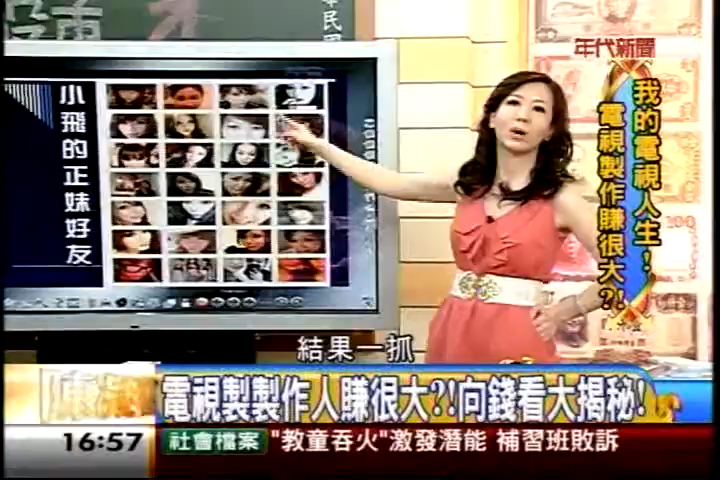 年代新聞
我的電視人生！
電視製作賺很大?!
小飛的正妹好友
結果一抓
電視製製作人賺很大?!向錢看大揭秘!
16:57
社會檔案 "教童吞火"激發潛能 補習班敗訴